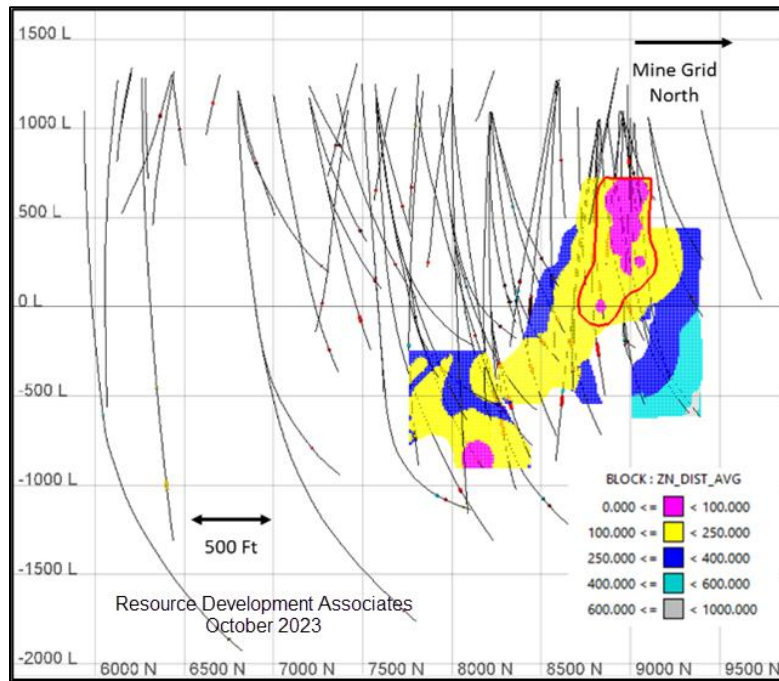 1500 L
Mine Grid
North
1000 L
500 L
0 L
-500 L
-1000 L
500 Ft
-1500 L
-2000 L
Resource Development Associates
October 2023
BLOCK : ZN_DIST_AVG
0.000 <= < 100.000
100.000 <= < 250.000
250.000 <= < 400.000
400.000 <= < 600.000
600.000 <= < 1000.000
6000 N 6500 N 7000 N 7500 N 8000 N 8500 N 9000 N 9500 N